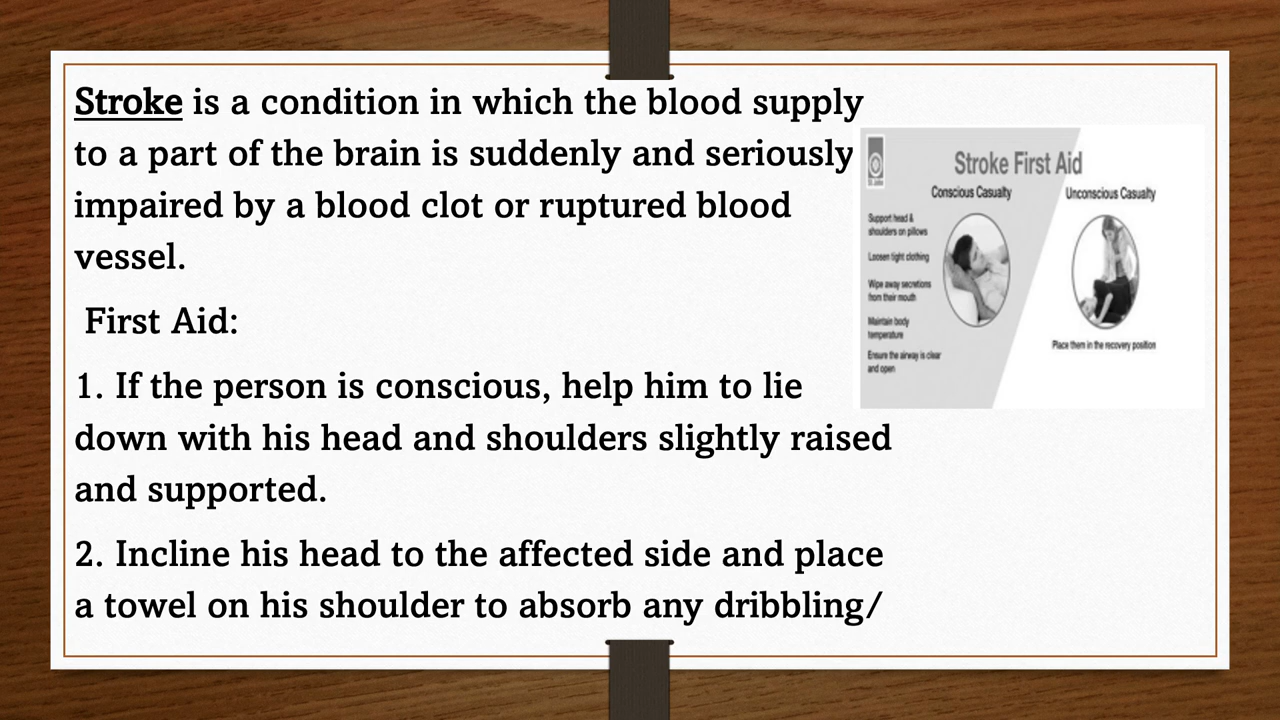 Stroke is a condition in which the blood supply
to a part of the brain is suddenly and seriously
impaired by a blood clot or ruptured blood
vessel.
First Aid:
1. If the person is conscious, help him to lie
down with his head and shoulders slightly raised
and supported.
2. Incline his head to the affected side and place
a towel on his shoulder to absorb any dribbling/
Stroke First Aid
Conscious Casualty
Support head &
shoulders on pillows
Loosen tight clothing
Wipe away secretions
from their mouth
Maintain body
temperature
Ensure the airway is clear
and open
Unconscious Casualty
Place them in the recovery position
St John